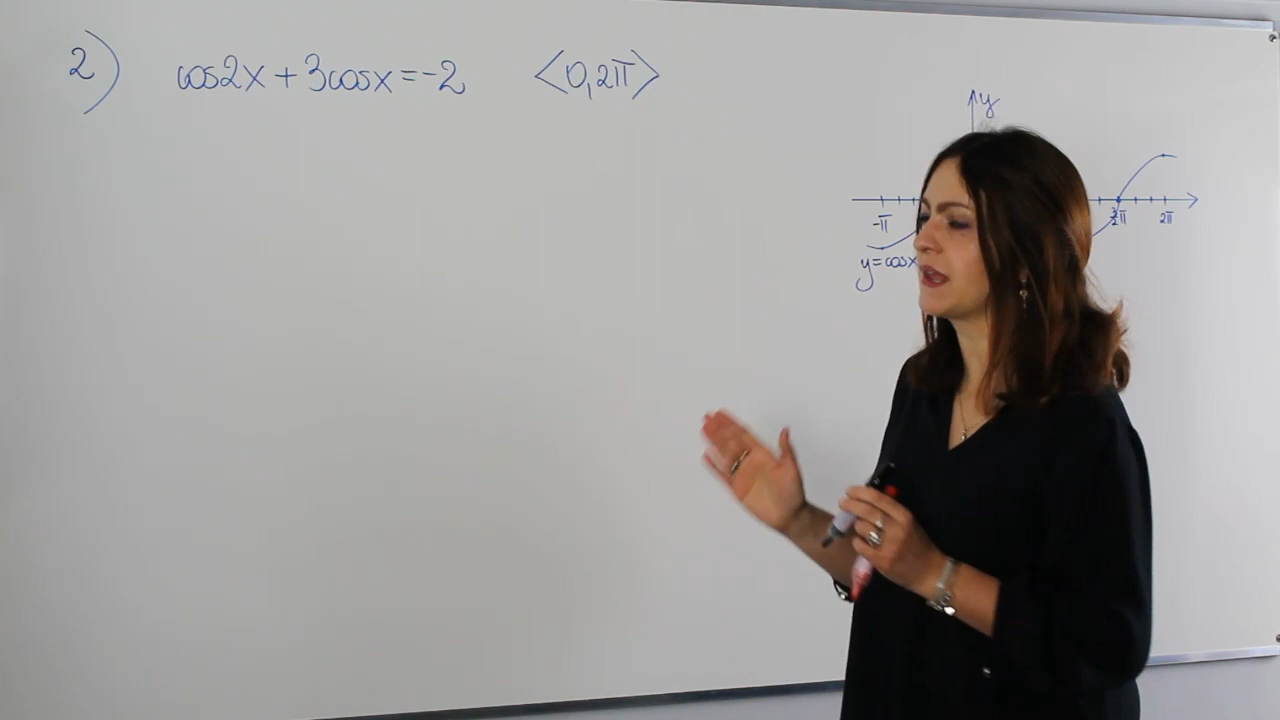 2) cos2x + 3cosx = -2 ⟨0,2π⟩
y
-π 3/2π 2π
y=cosx